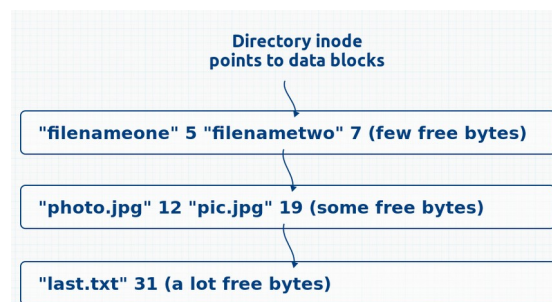 Directory inode
points to data blocks
"filenameone" 5 "filenametwo" 7 (few free bytes)
"photo.jpg" 12 "pic.jpg" 19 (some free bytes)
"last.txt" 31 (a lot free bytes)